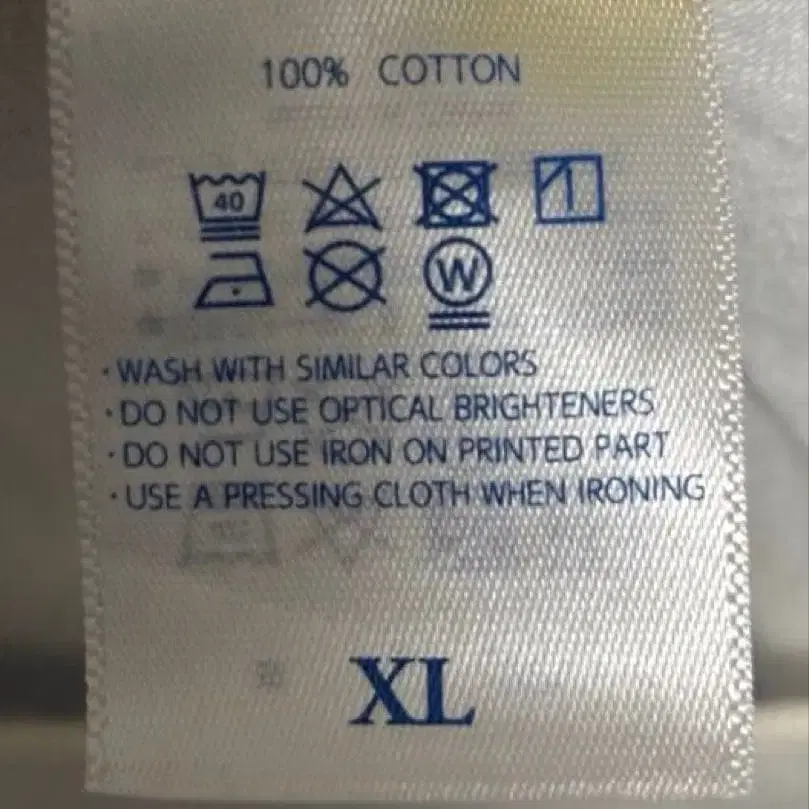 100% COTTON
40
W
· WASH WITH SIMILAR COLORS
· DO NOT USE OPTICAL BRIGHTENERS
· DO NOT USE IRON ON PRINTED PART
· USE A PRESSING CLOTH WHEN IRONING
XL